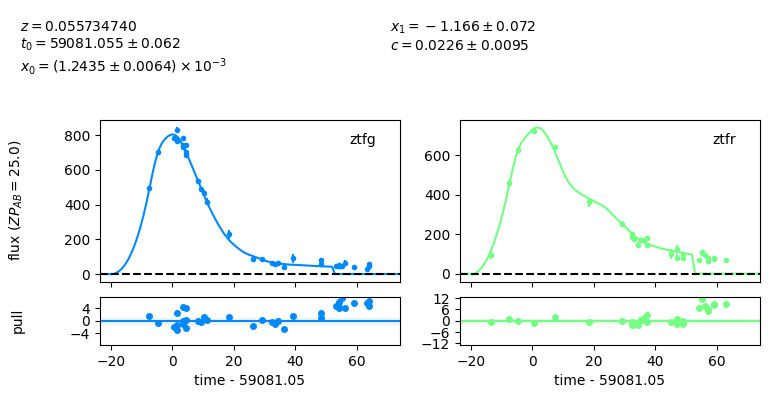 z = 0.055734740
t₀ = 59081.055 ± 0.062
x₀ = (1.2435 ± 0.0064) × 10⁻³
x₁ = −1.166 ± 0.072
c = 0.0226 ± 0.0095
flux (ZP_AB = 25.0)
800
600
400
200
0
ztfg
600
400
200
0
ztfr
pull
4
0
−4
−20 0 20 40 60
time - 59081.05
12
6
0
−6
−12
−20 0 20 40 60
time - 59081.05